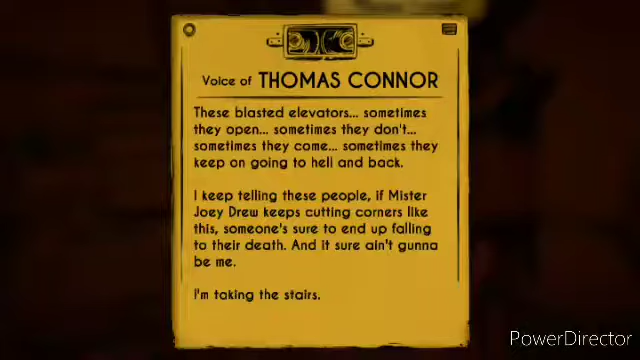 Voice of THOMAS CONNOR
These blasted elevators... sometimes
they open... sometimes they don't...
sometimes they come... sometimes they
keep on going to hell and back.
I keep telling these people, if Mister
Joey Drew keeps cutting corners like
this, someone's sure to end up falling
to their death. And it sure ain't gunna
be me.
I'm taking the stairs.
PowerDirector